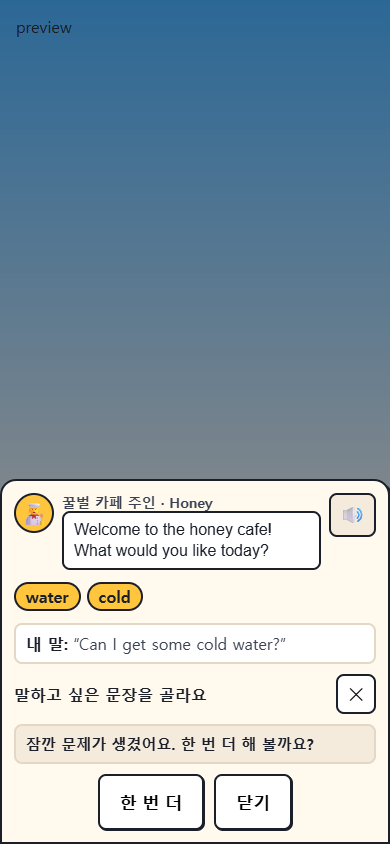 preview
꿀벌 카페 주인 · Honey
Welcome to the honey cafe!
What would you like today?
water cold
내 말: “Can I get some cold water?”
말하고 싶은 문장을 골라요
잠깐 문제가 생겼어요. 한 번 더 해 볼까요?
한 번 더 닫기